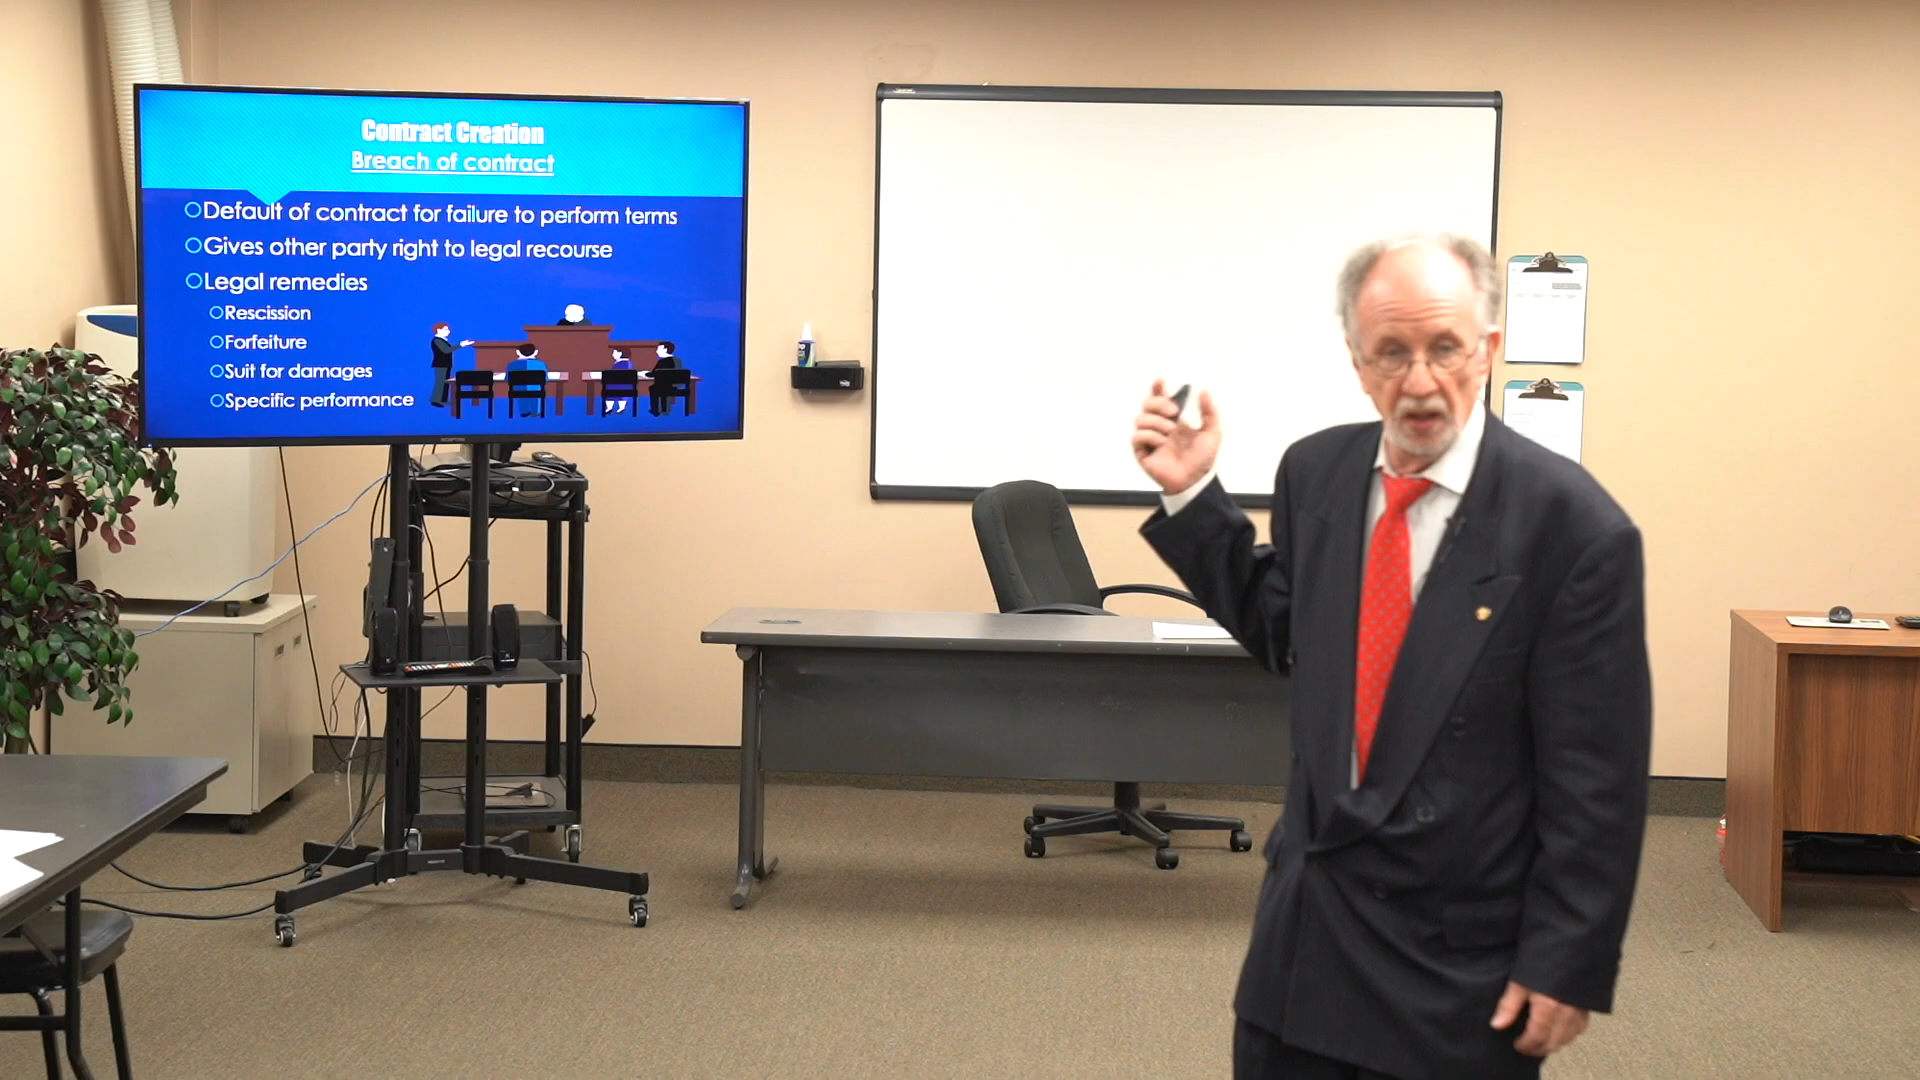 Contract Creation
Breach of contract
Default of contract for failure to perform terms
Gives other party right to legal recourse
Legal remedies
Rescission
Forfeiture
Suit for damages
Specific performance